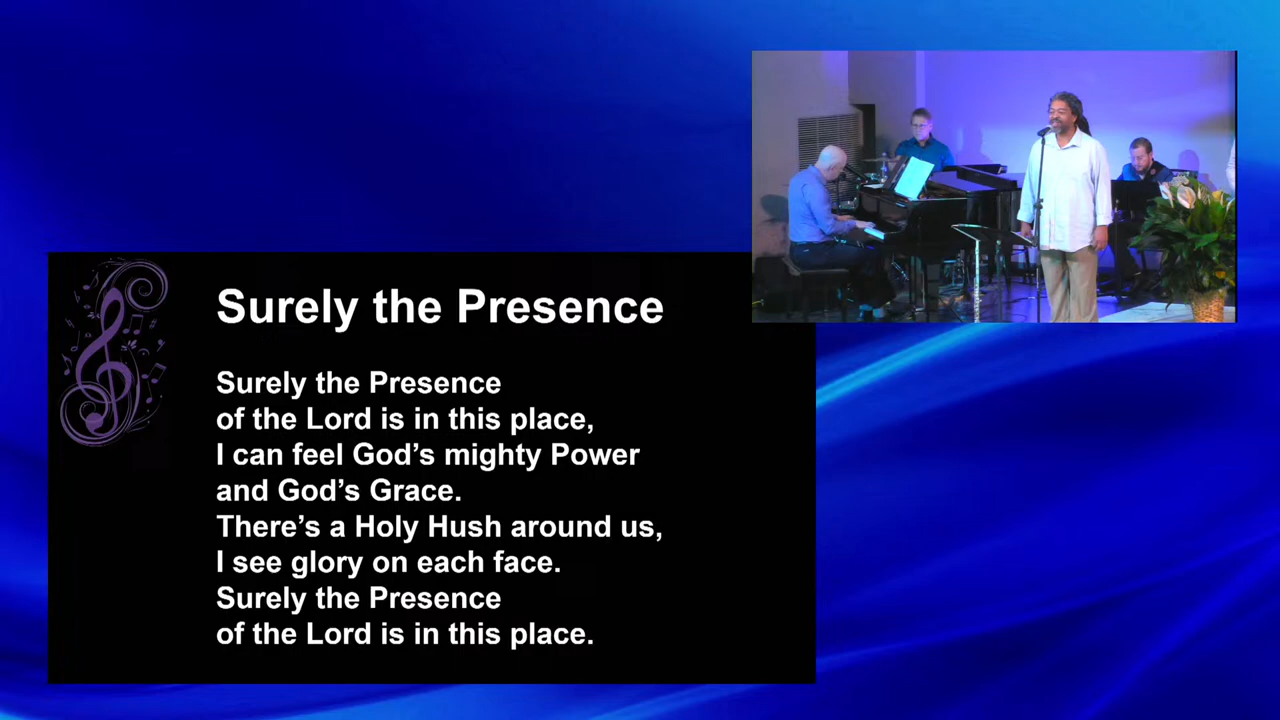 Surely the Presence
Surely the Presence
of the Lord is in this place,
I can feel God’s mighty Power
and God’s Grace.
There’s a Holy Hush around us,
I see glory on each face.
Surely the Presence
of the Lord is in this place.